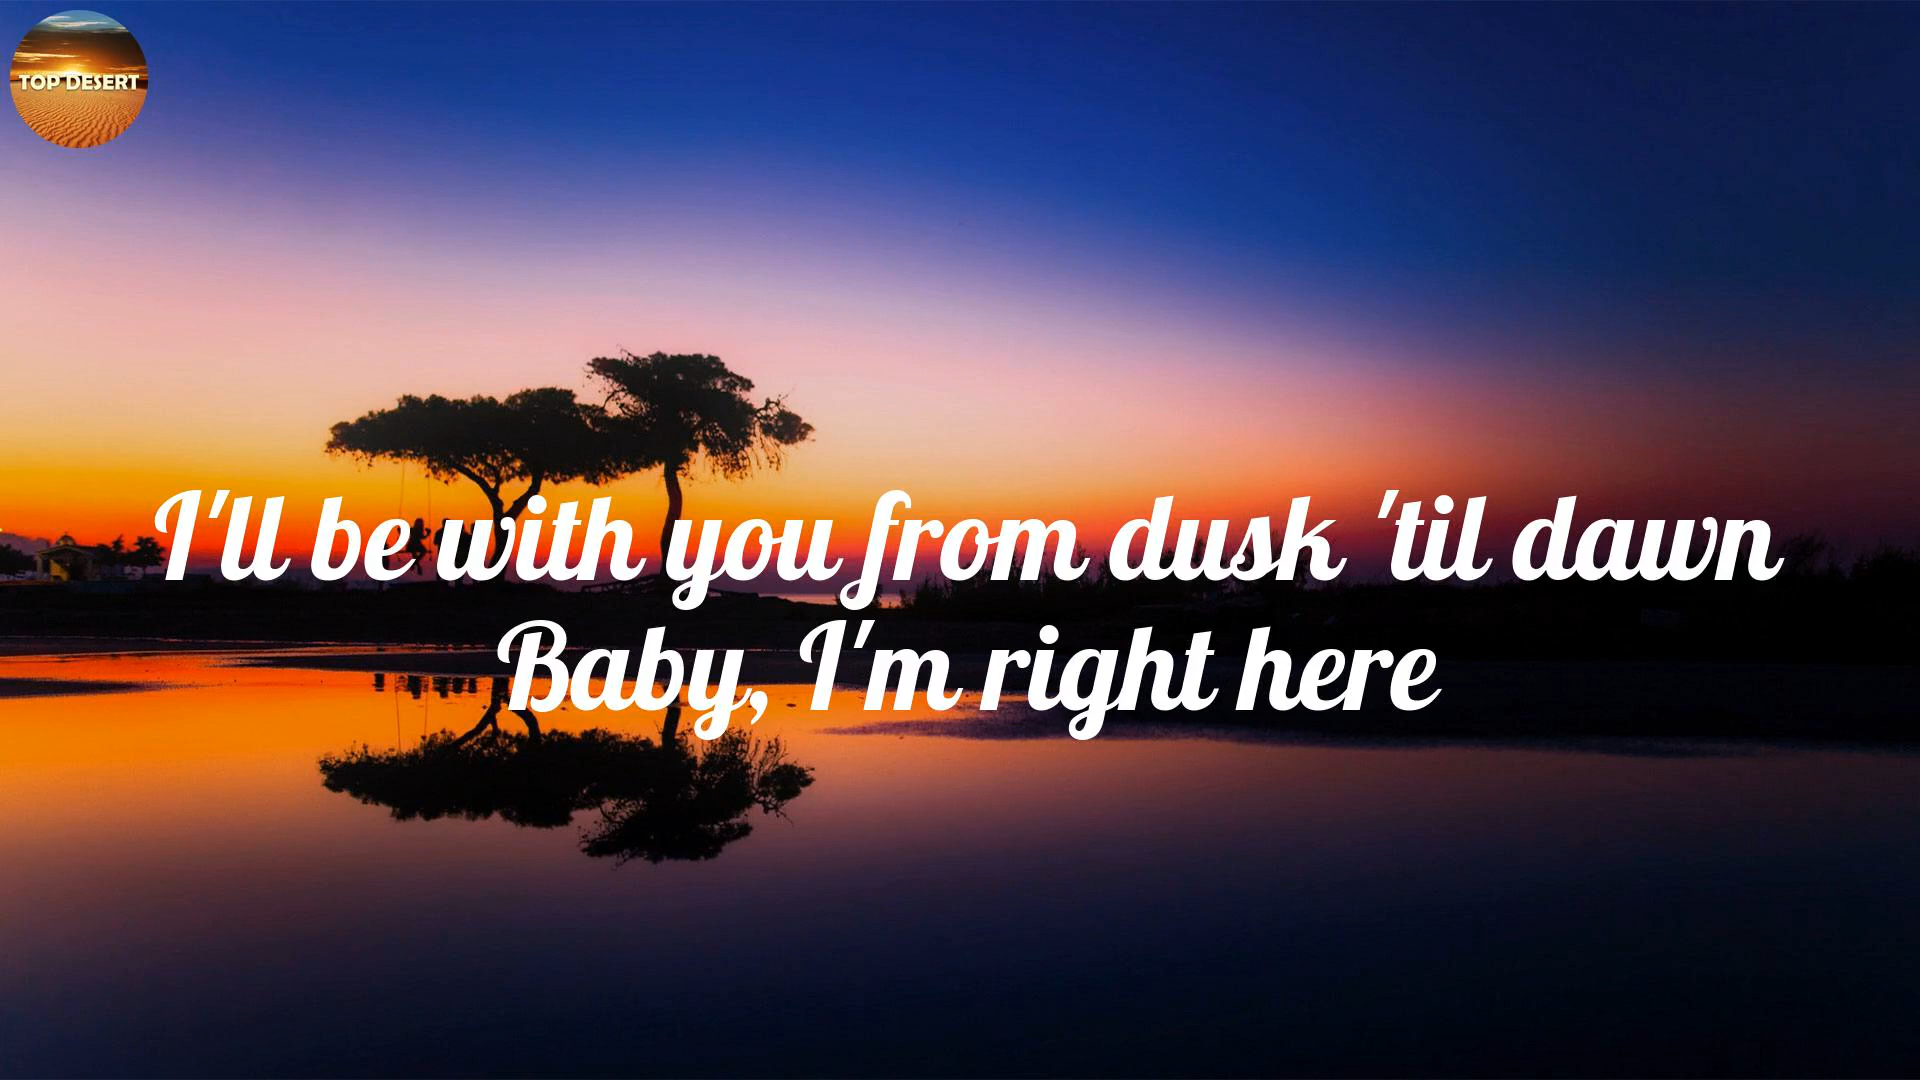 TOP DESERT
I'll be with you from dusk 'til dawn
Baby, I'm right here